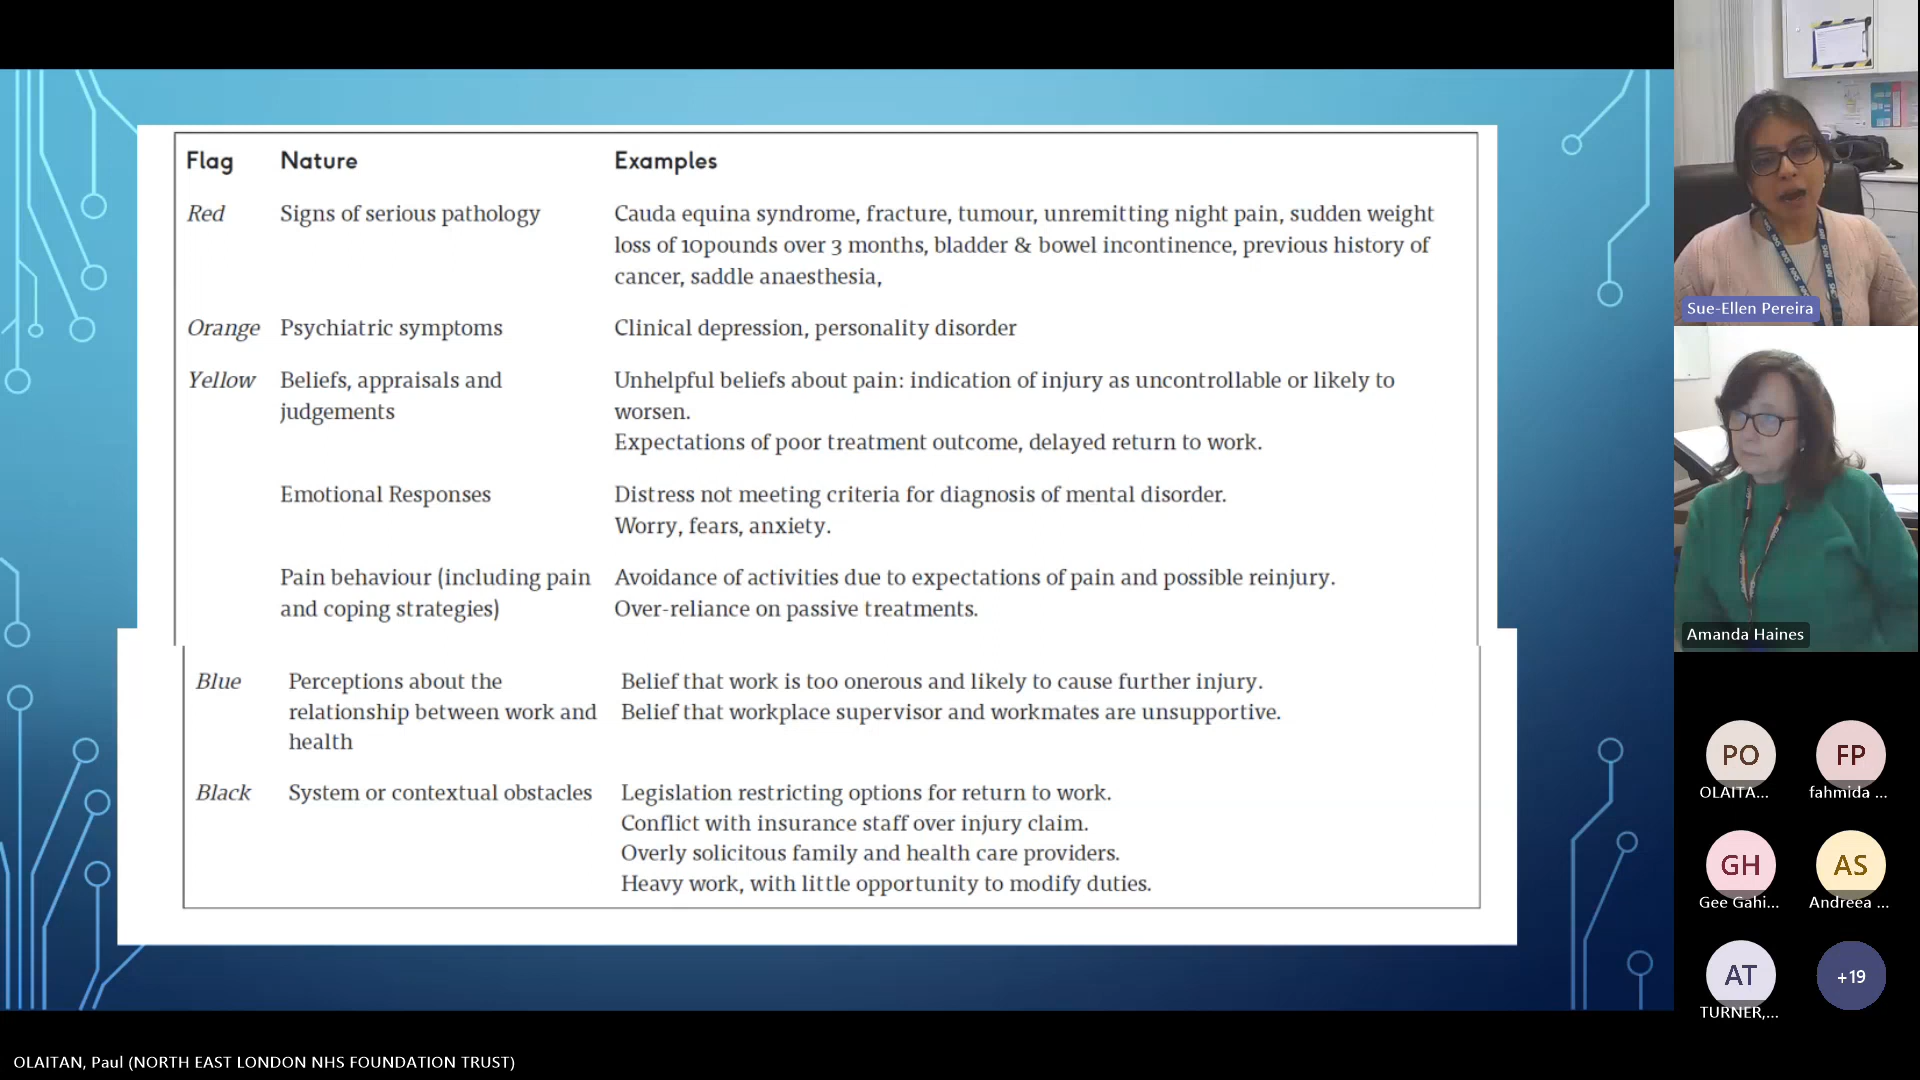 Flag Nature Examples
Red Signs of serious pathology Cauda equina syndrome, fracture, tumour, unremitting night pain, sudden weight
loss of 10pounds over 3 months, bladder & bowel incontinence, previous history of
cancer, saddle anaesthesia,
Orange Psychiatric symptoms Clinical depression, personality disorder
Yellow Beliefs, appraisals and Unhelpful beliefs about pain: indication of injury as uncontrollable or likely to
judgements worsen.
Expectations of poor treatment outcome, delayed return to work.
Emotional Responses Distress not meeting criteria for diagnosis of mental disorder.
Worry, fears, anxiety.
Pain behaviour (including pain Avoidance of activities due to expectations of pain and possible reinjury.
and coping strategies) Over-reliance on passive treatments.
Blue Perceptions about the Belief that work is too onerous and likely to cause further injury.
relationship between work and Belief that workplace supervisor and workmates are unsupportive.
health
Black System or contextual obstacles Legislation restricting options for return to work.
Conflict with insurance staff over injury claim.
Overly solicitous family and health care providers.
Heavy work, with little opportunity to modify duties.
Sue-Ellen Pereira
Amanda Haines
PO FP
OLAITA... fahmida ...
GH AS
Gee Gahi... Andreea ...
AT +19
TURNER,...
OLAITAN, Paul (NORTH EAST LONDON NHS FOUNDATION TRUST)